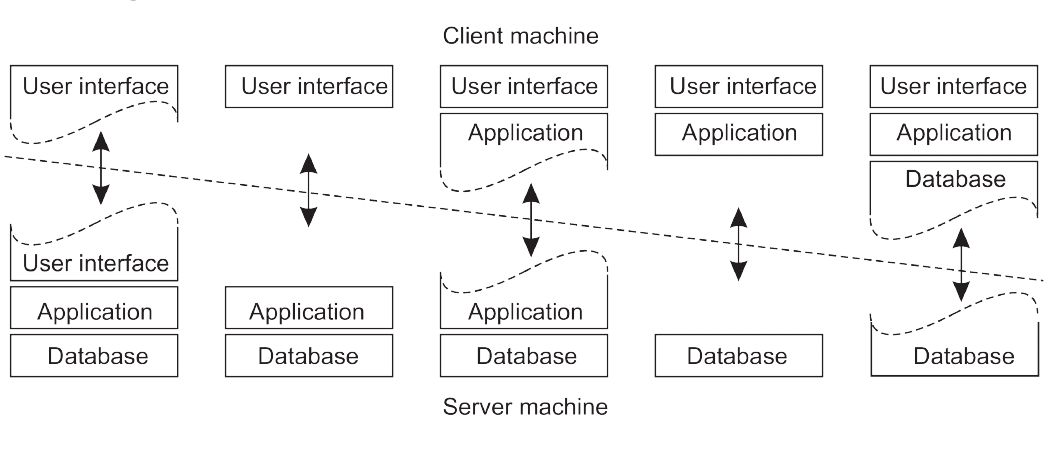 Client machine
User interface
User interface
User interface
User interface
User interface
Application
Application
Application
Database
User interface
Application
Application
Application
Database
Database
Database
Database
Database
Server machine